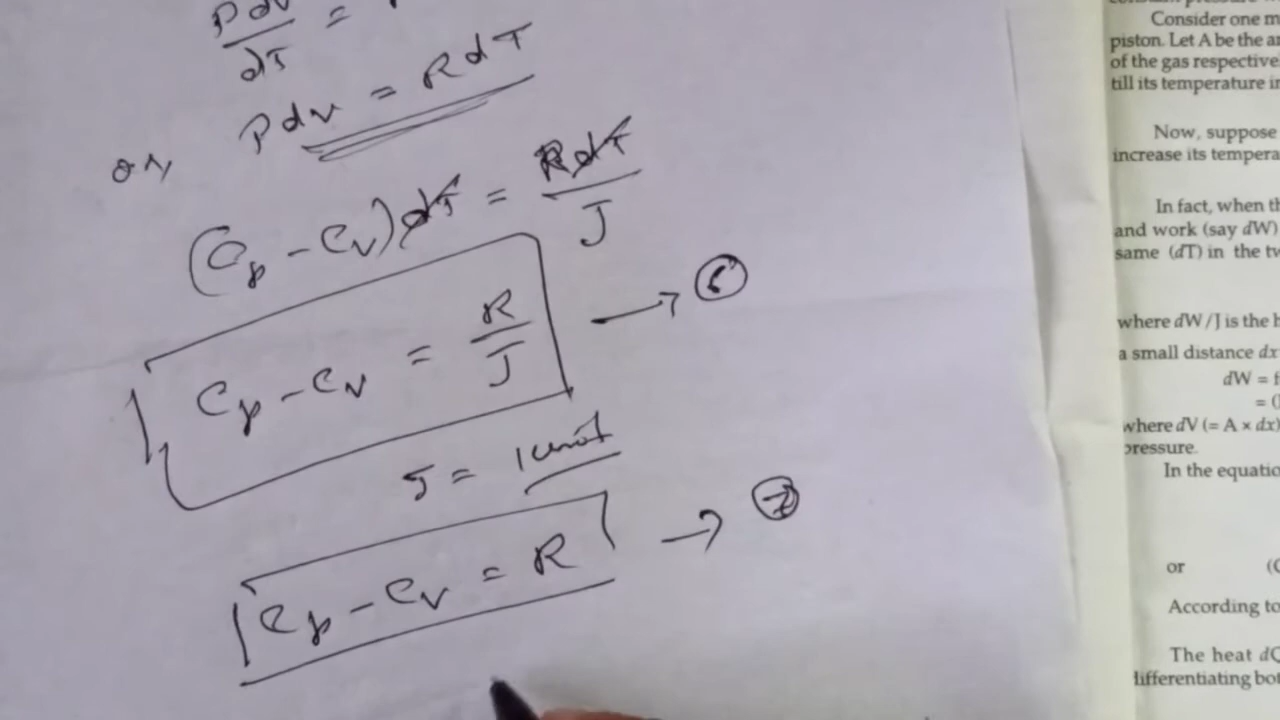 Pdv/dT =
or, Pdv = RdT
(Cp - Cv)dT = RdT/J
Cp - Cv = R/J → 6
J = 1 unit
Cp - Cv = R → 7
Consider one m
piston. Let A be the ar
of the gas respective
till its temperature in
Now, suppose
increase its tempera
In fact, when th
and work (say dW)
same (dT) in the tw
where dW/J is the h
a small distance dx
dW = f
= (
where dV (= A × dx)
pressure.
In the equatio
or (C
According to
The heat dQ
differentiating bot